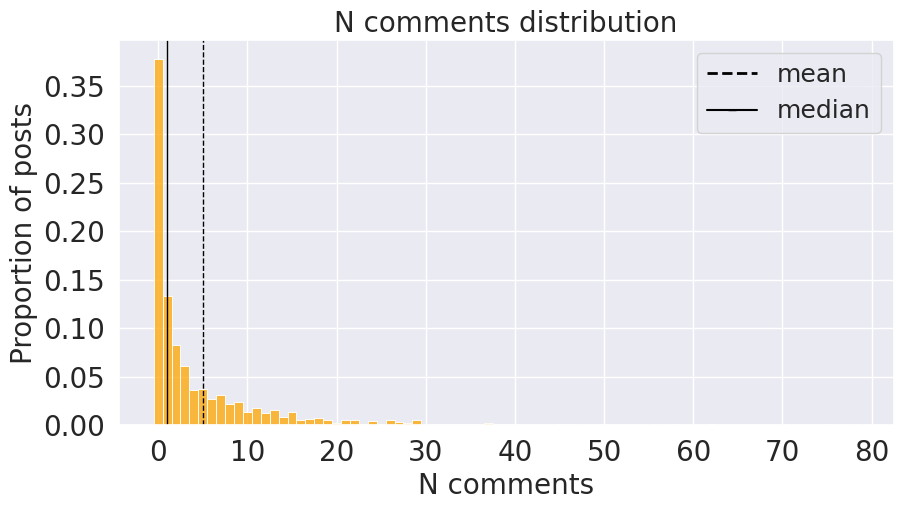 N comments distribution
mean
median
Proportion of posts
0.35
0.30
0.25
0.20
0.15
0.10
0.05
0.00
0 10 20 30 40 50 60 70 80
N comments